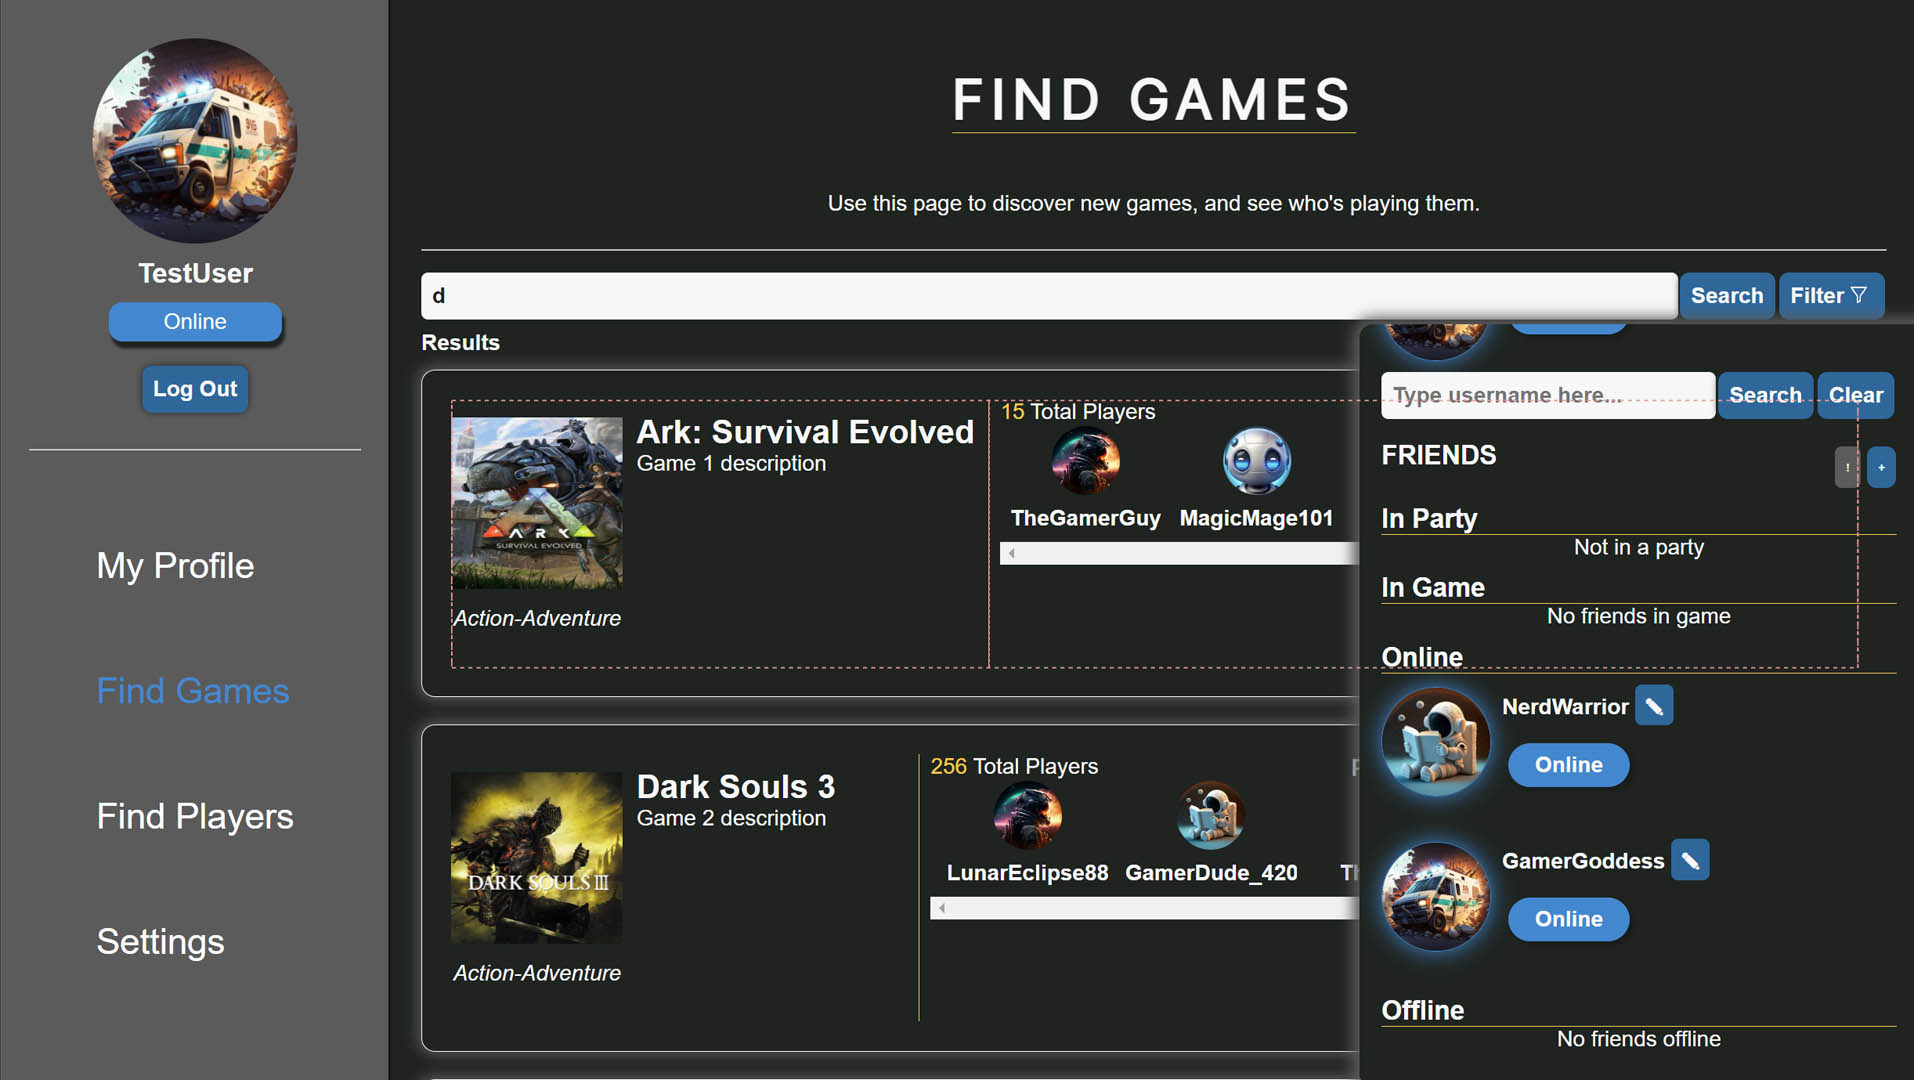 TestUser
Online
Log Out
My Profile
Find Games
Find Players
Settings
FIND GAMES
Use this page to discover new games, and see who's playing them.
d
Search
Filter
Results
ARK
SURVIVAL EVOLVED
Action-Adventure
Ark: Survival Evolved
Game 1 description
15 Total Players
TheGamerGuy
MagicMage101
DARK SOULS III
Action-Adventure
Dark Souls 3
Game 2 description
256 Total Players
LunarEclipse88
GamerDude_420
Type username here...
Search
Clear
FRIENDS
!
+
In Party
Not in a party
In Game
No friends in game
Online
NerdWarrior
Online
GamerGoddess
Online
Offline
No friends offline